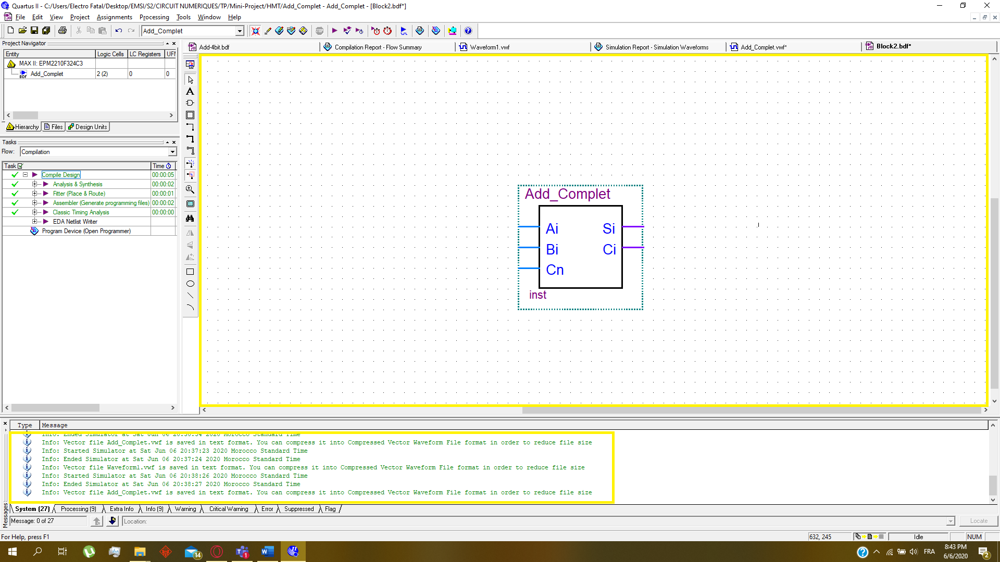 Quartus II - C:/Users/Electro Fatal/Desktop/EMSI/S2/CIRCUIT NUMERIQUES/TP/Mini-Project/HMT/Add_Complet - Add_Complet - [Block2.bdf*]
File Edit View Project Assignments Processing Tools Window Help
Add_Complet
STOP
Project Navigator
Entity Logic Cells LC Registers UFM
MAX II: EPM2210F324C3
BDF Add_Complet 2 (2) 0 0
Hierarchy Files Design Units
Tasks
Flow: Compilation
Task Time
Compile Design 00:00:05
Analysis & Synthesis 00:00:02
Fitter (Place & Route) 00:00:01
Assembler (Generate programming files) 00:00:02
Classic Timing Analysis 00:00:00
EDA Netlist Writer
Program Device (Open Programmer)
Add-4bit.bdf Compilation Report - Flow Summary Waveform1.vwf Simulation Report - Simulation Waveforms Add_Complet.vwf* Block2.bdf*
Add_Complet
Ai Si
Bi Ci
Cn
inst
Type Message
Info: Ended Simulator at Sat Jun 06 20:36:54 2020 Morocco Standard Time
Info: Vector file Add_Complet.vwf is saved in text format. You can compress it into Compressed Vector Waveform File format in order to reduce file size
Info: Started Simulator at Sat Jun 06 20:37:23 2020 Morocco Standard Time
Info: Ended Simulator at Sat Jun 06 20:37:24 2020 Morocco Standard Time
Info: Vector file Waveform1.vwf is saved in text format. You can compress it into Compressed Vector Waveform File format in order to reduce file size
Info: Started Simulator at Sat Jun 06 20:38:26 2020 Morocco Standard Time
Info: Ended Simulator at Sat Jun 06 20:38:27 2020 Morocco Standard Time
Info: Vector file Add_Complet.vwf is saved in text format. You can compress it into Compressed Vector Waveform File format in order to reduce file size
System (27) Processing (9) Extra Info Info (9) Warning Critical Warning Error Suppressed Flag
Messages
Message: 0 of 27 Location: Locate
For Help, press F1 632, 245 Idle NUM
14 1 FRA 8:43 PM
6/6/2020 2